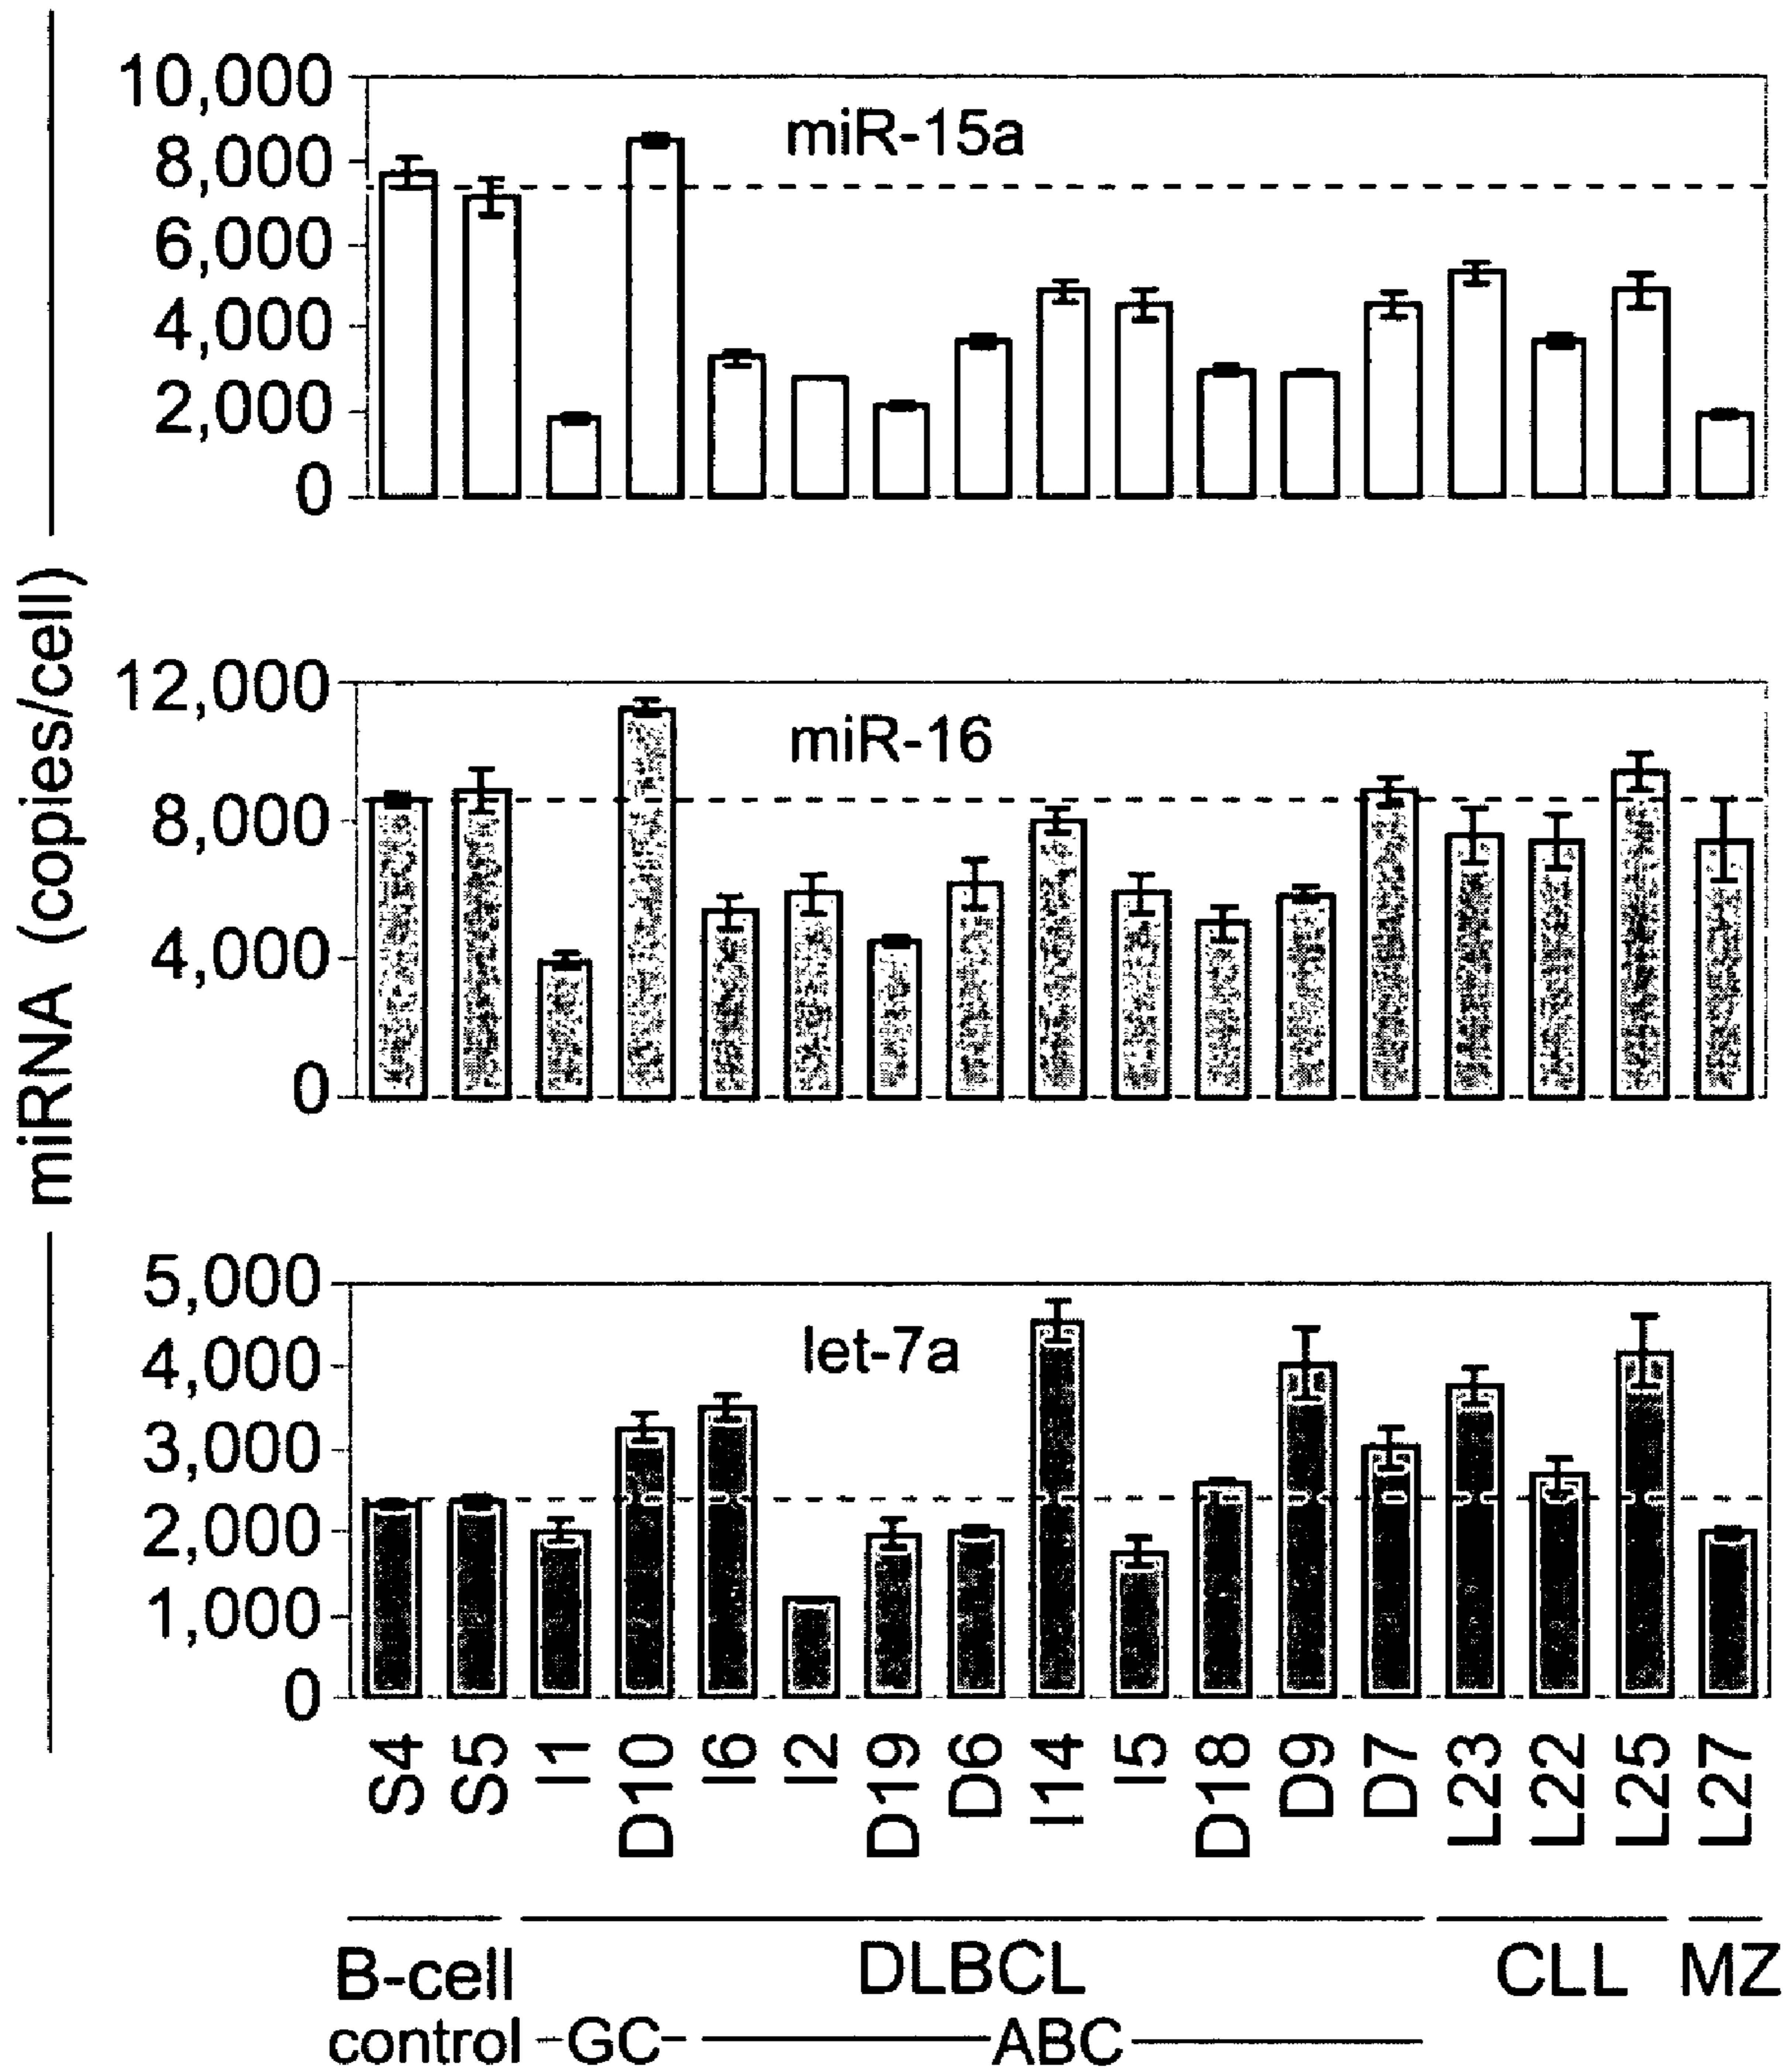 miRNA (copies/cell)
miR-15a
10,000
8,000
6,000
4,000
2,000
0
miR-16
12,000
8,000
4,000
0
let-7a
5,000
4,000
3,000
2,000
1,000
0
S4 S5 I1 D10 I6 I2 D19 D6 I14 I5 D18 D9 D7 L23 L22 L25 L27
B-cell DLBCL CLL MZ
control GC ABC